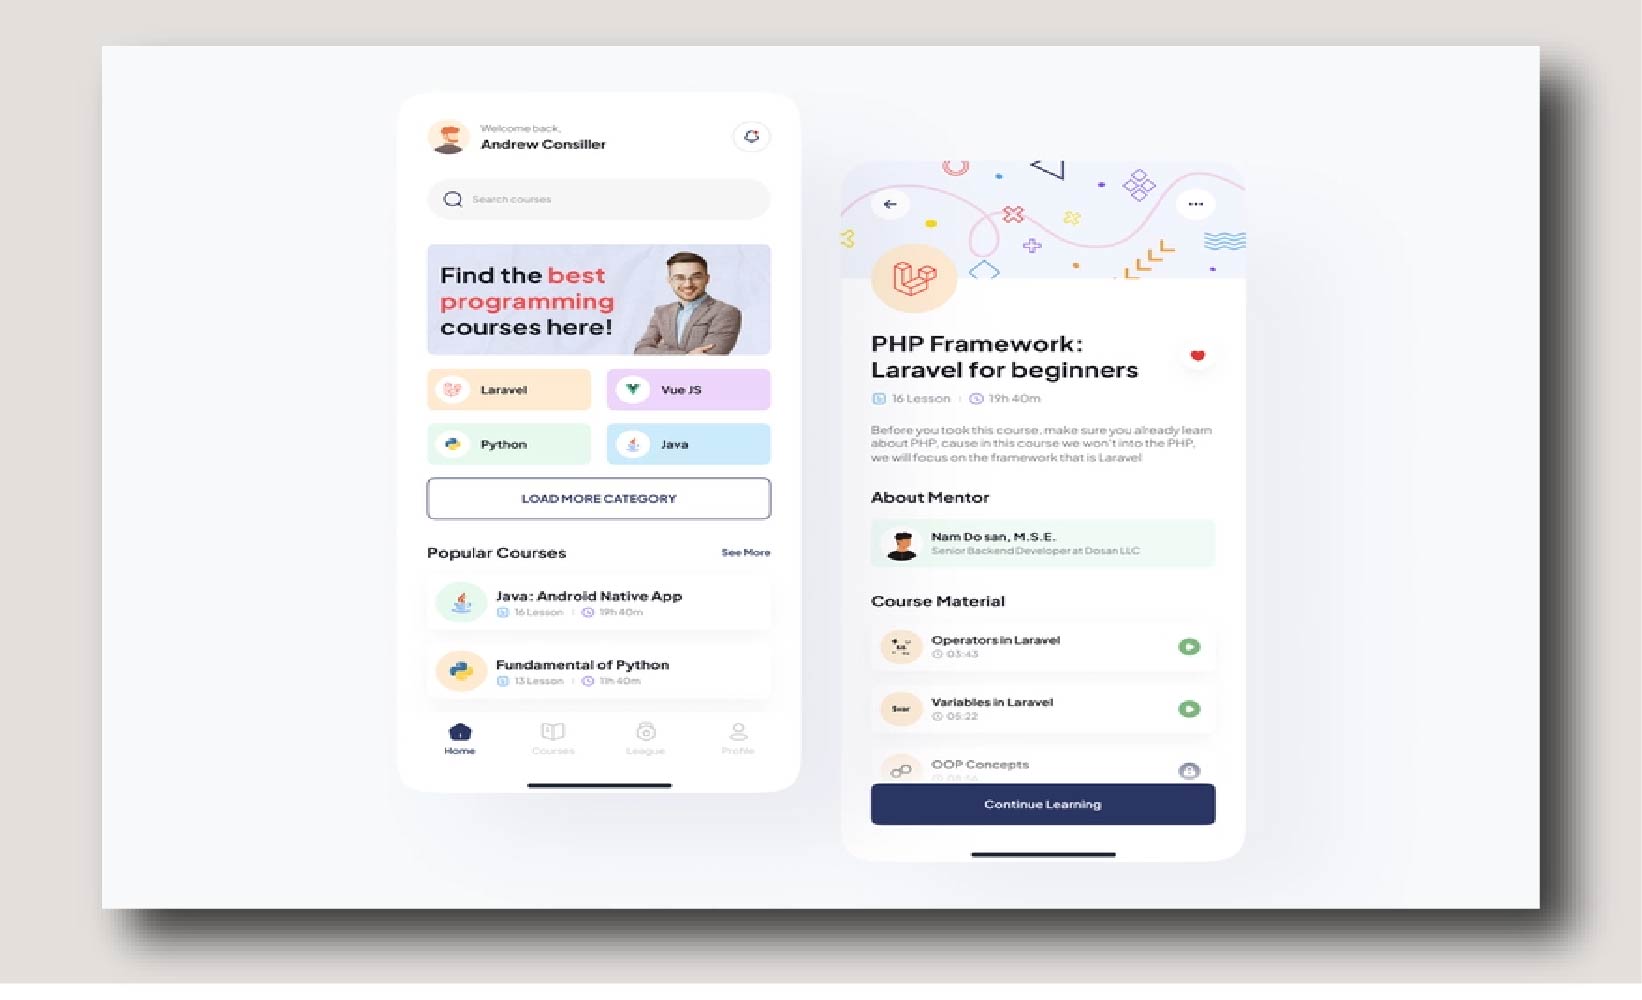 Welcome back,
Andrew Consiller
Search courses
Find the best
programming
courses here!
Laravel
Vue JS
Python
Java
LOAD MORE CATEGORY
Popular Courses
See More
Java: Android Native App
16 Lesson
19h 40m
Fundamental of Python
13 Lesson
11h 40m
Home
Courses
League
Profile
PHP Framework:
Laravel for beginners
16 Lesson
19h 40m
Before you took this course, make sure you already learn
about PHP, cause in this course we won't into the PHP,
we will focus on the framework that is Laravel
About Mentor
Nam Do san, M.S.E.
Senior Backend Developer at Dosan LLC
Course Material
Operators in Laravel
03:43
$var
Variables in Laravel
05:22
OOP Concepts
Continue Learning